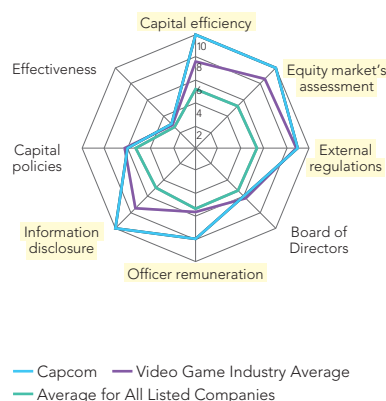 Capital efficiency
10
8
6
4
2
Effectiveness
Equity market's
assessment
Capital
policies
External
regulations
Information
disclosure
Board of
Directors
Officer remuneration
Capcom
Video Game Industry Average
Average for All Listed Companies